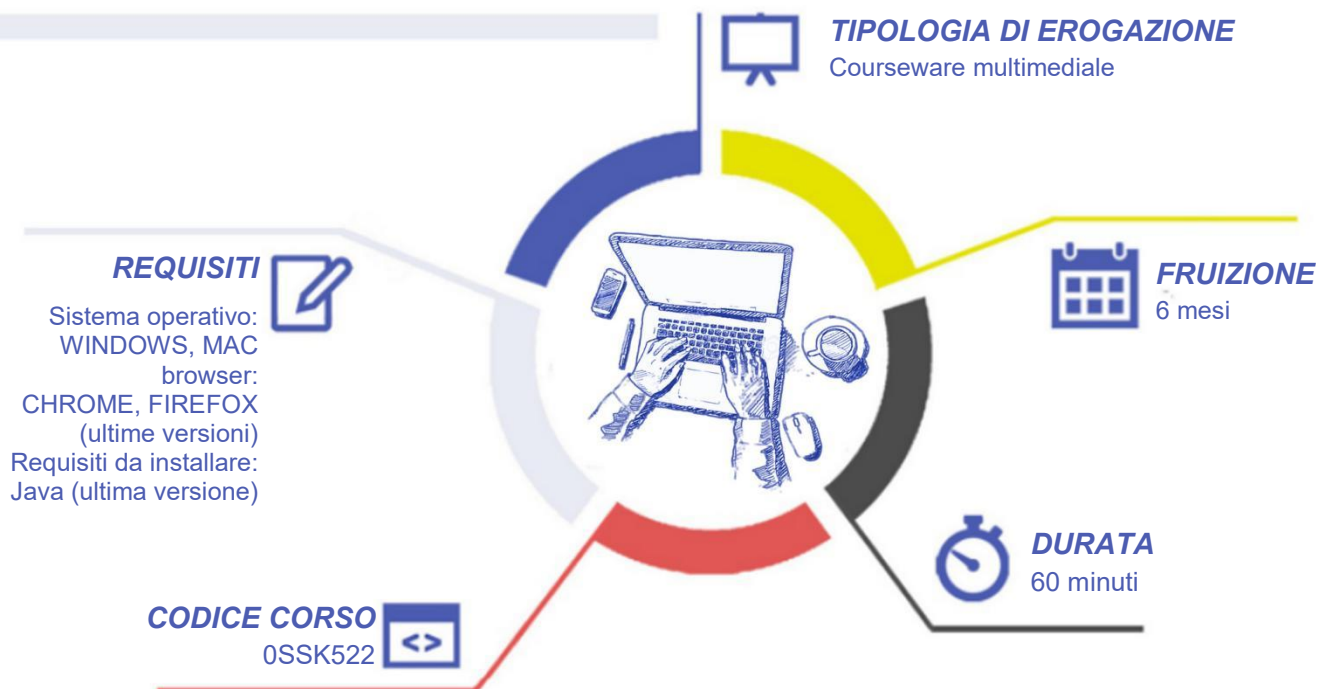 TIPOLOGIA DI EROGAZIONE
Courseware multimediale
REQUISITI
Sistema operativo:
WINDOWS, MAC
browser:
CHROME, FIREFOX
(ultime versioni)
Requisiti da installare:
Java (ultima versione)
FRUIZIONE
6 mesi
DURATA
60 minuti
CODICE CORSO
0SSK522